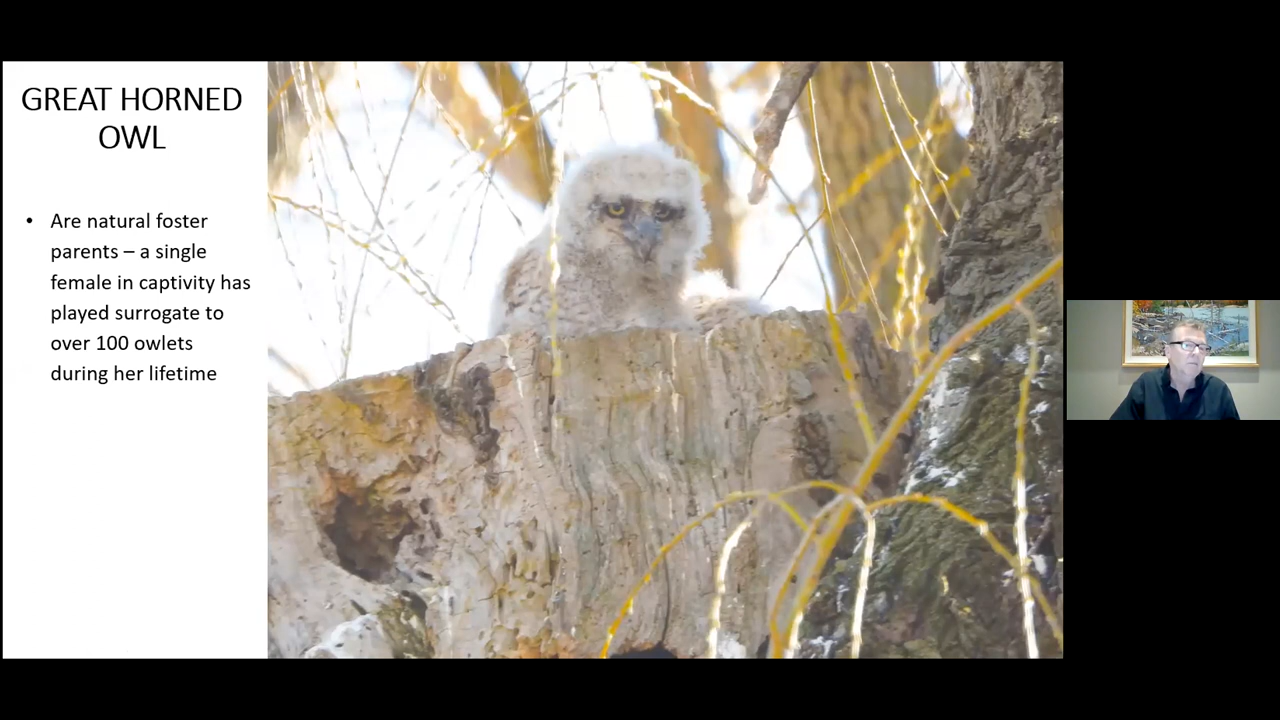 GREAT HORNED
OWL
• Are natural foster
parents – a single
female in captivity has
played surrogate to
over 100 owlets
during her lifetime